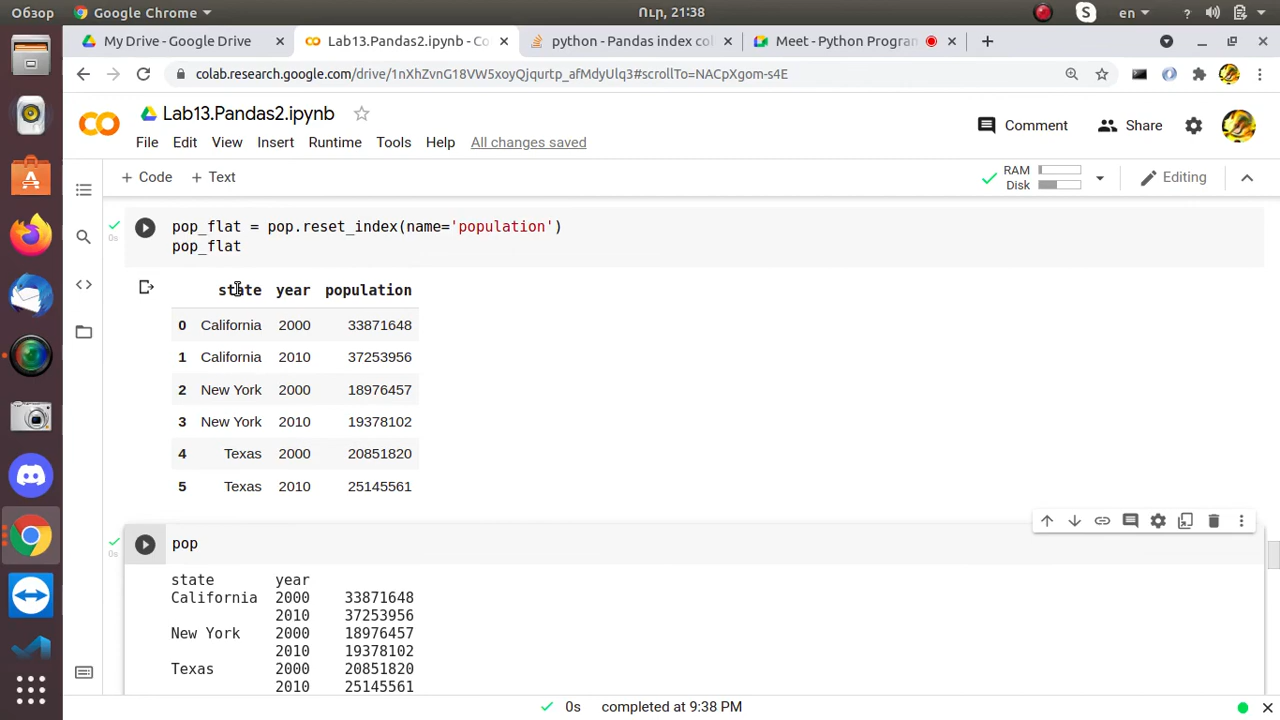 Обзор Google Chrome Ուր, 21:38 en
My Drive - Google Drive Lab13.Pandas2.ipynb - Co python - Pandas index co Meet - Python Progra
colab.research.google.com/drive/1nXhZvnG18VW5xoyQjqurtp_afMdyUlq3#scrollTo=NACpXgom-s4E
Lab13.Pandas2.ipynb
Comment Share
File Edit View Insert Runtime Tools Help All changes saved
+ Code + Text RAM Disk Editing
pop_flat = pop.reset_index(name='population')
pop_flat
0s
state year population
0 California 2000 33871648
1 California 2010 37253956
2 New York 2000 18976457
3 New York 2010 19378102
4 Texas 2000 20851820
5 Texas 2010 25145561
pop
0s
state year
California 2000 33871648
2010 37253956
New York 2000 18976457
2010 19378102
Texas 2000 20851820
2010 25145561
0s completed at 9:38 PM